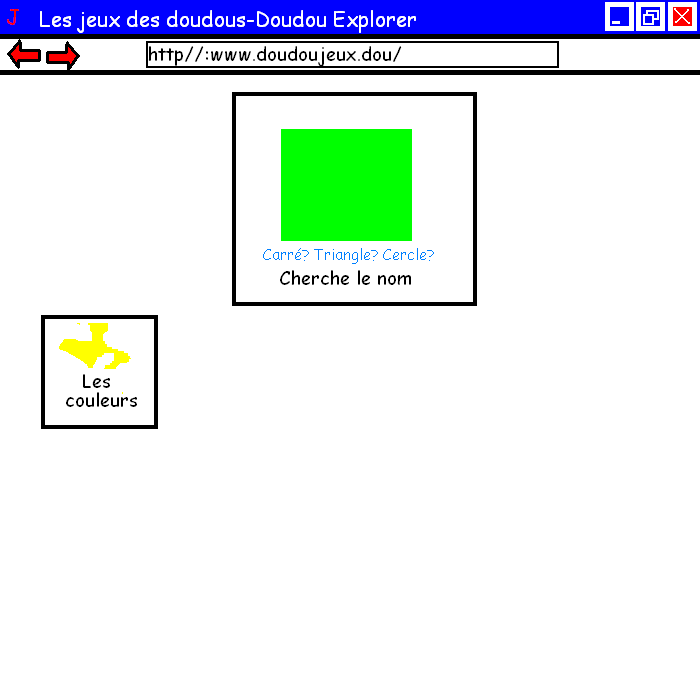 J Les jeux des doudous-Doudou Explorer
http//:www.doudoujeux.dou/
Carré? Triangle? Cercle?
Cherche le nom
Les
couleurs